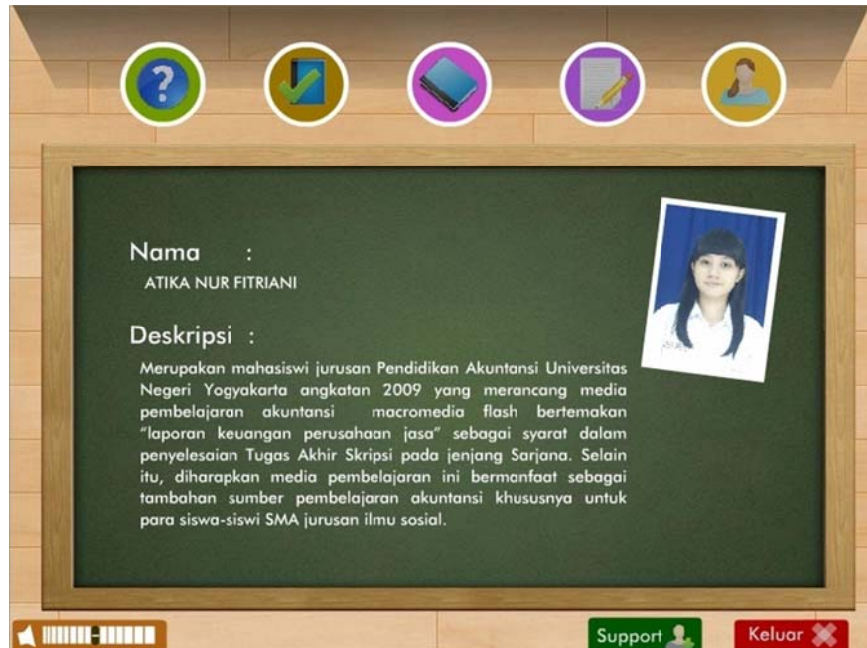 Nama :
ATIKA NUR FITRIANI
Deskripsi :
Merupakan mahasiswi jurusan Pendidikan Akuntansi Universitas
Negeri Yogyakarta angkatan 2009 yang merancang media
pembelajaran akuntansi macromedia flash bertemakan
“laporan keuangan perusahaan jasa” sebagai syarat dalam
penyelesaian Tugas Akhir Skripsi pada jenjang Sarjana. Selain
itu, diharapkan media pembelajaran ini bermanfaat sebagai
tambahan sumber pembelajaran akuntansi khususnya untuk
para siswa-siswi SMA jurusan ilmu sosial.
Support
Keluar